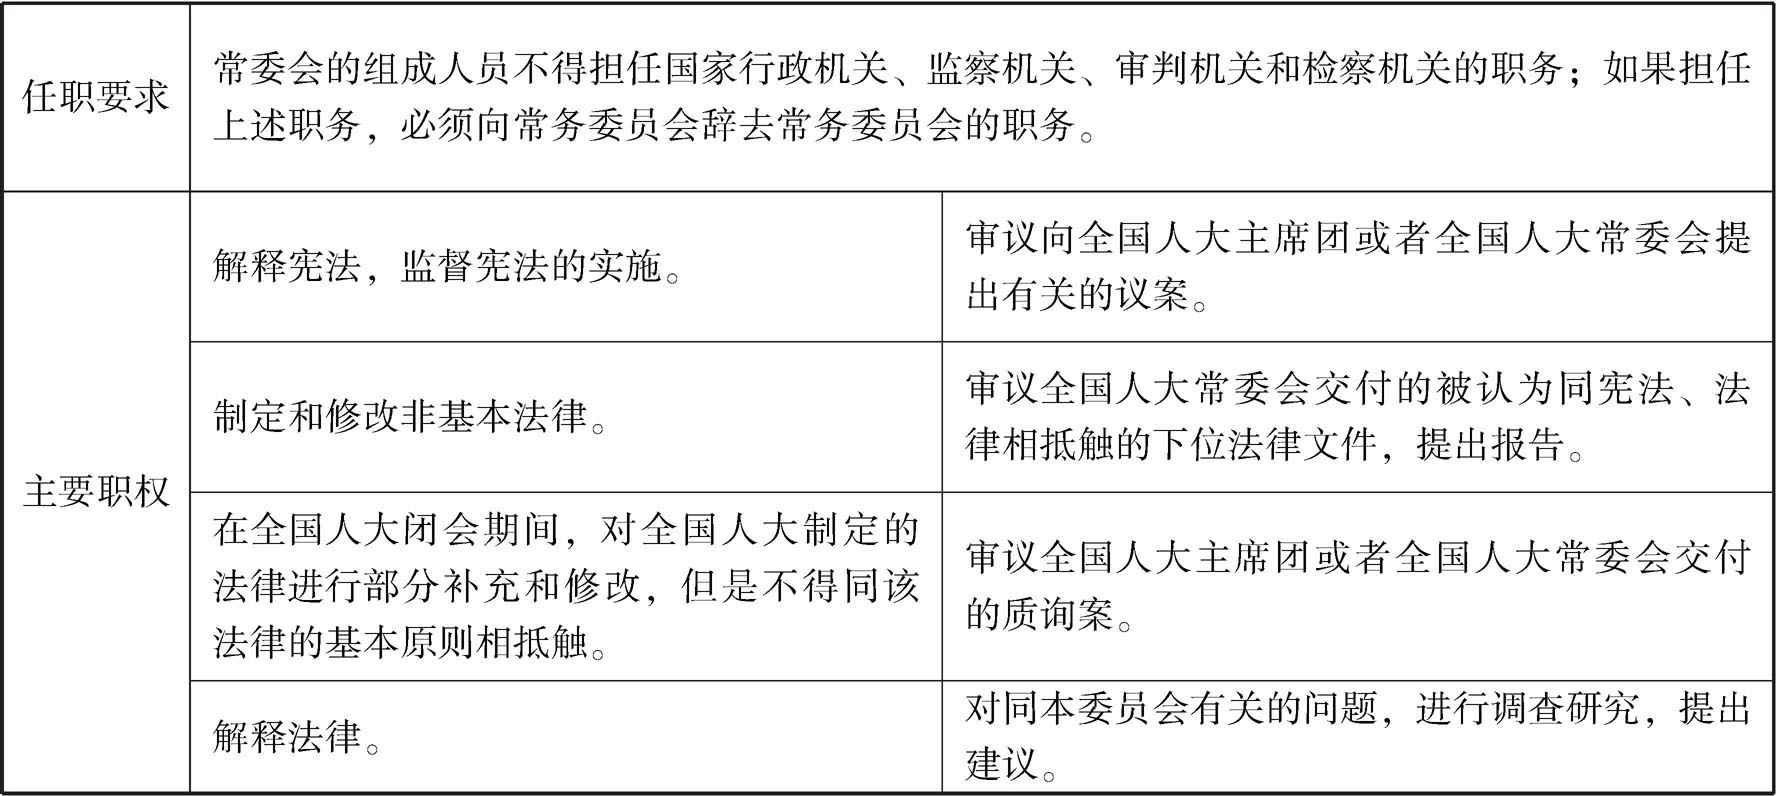 任职要求
常委会的组成人员不得担任国家行政机关、监察机关、审判机关和检察机关的职务；如果担任
上述职务，必须向常务委员会辞去常务委员会的职务。
主要职权
解释宪法，监督宪法的实施。
审议向全国人大主席团或者全国人大常委会提
出有关的议案。
制定和修改非基本法律。
审议全国人大常委会交付的被认为同宪法、法
律相抵触的下位法律文件，提出报告。
在全国人大闭会期间，对全国人大制定的
法律进行部分补充和修改，但是不得同该
法律的基本原则相抵触。
审议全国人大主席团或者全国人大常委会交付
的质询案。
解释法律。
对同本委员会有关的问题，进行调查研究，提出
建议。